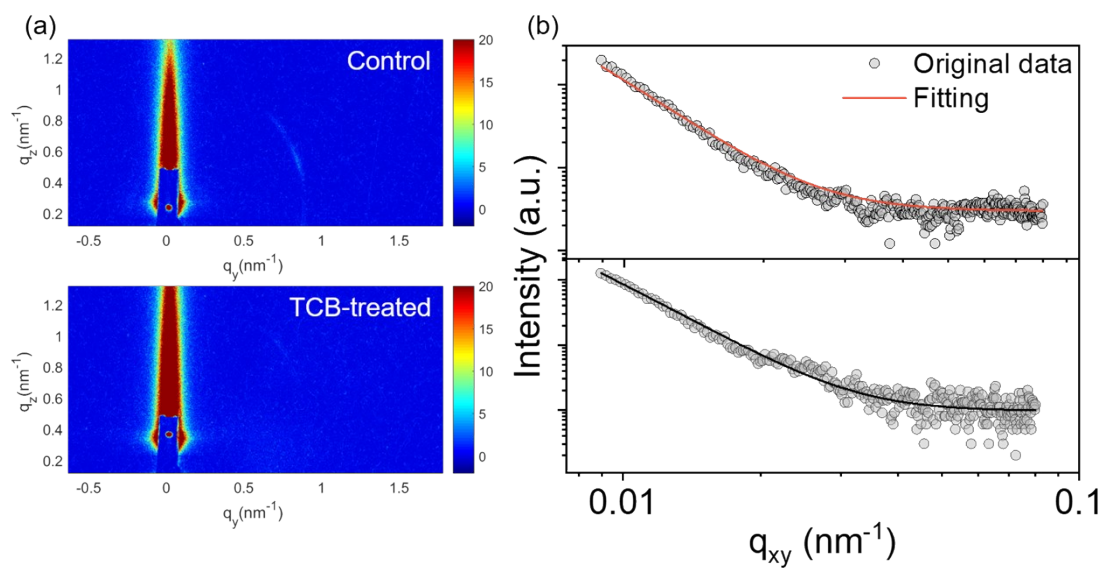 (a)
Control
1.2
1
0.8
0.6
0.4
0.2
q_z(nm⁻¹)
-0.5 0 0.5 1 1.5
q_y(nm⁻¹)
20
15
10
5
0
TCB-treated
1.2
1
0.8
0.6
0.4
0.2
q_z(nm⁻¹)
-0.5 0 0.5 1 1.5
q_y(nm⁻¹)
20
15
10
5
0
(b)
Original data
Fitting
Intensity (a.u.)
0.01 0.1
q_xy (nm⁻¹)